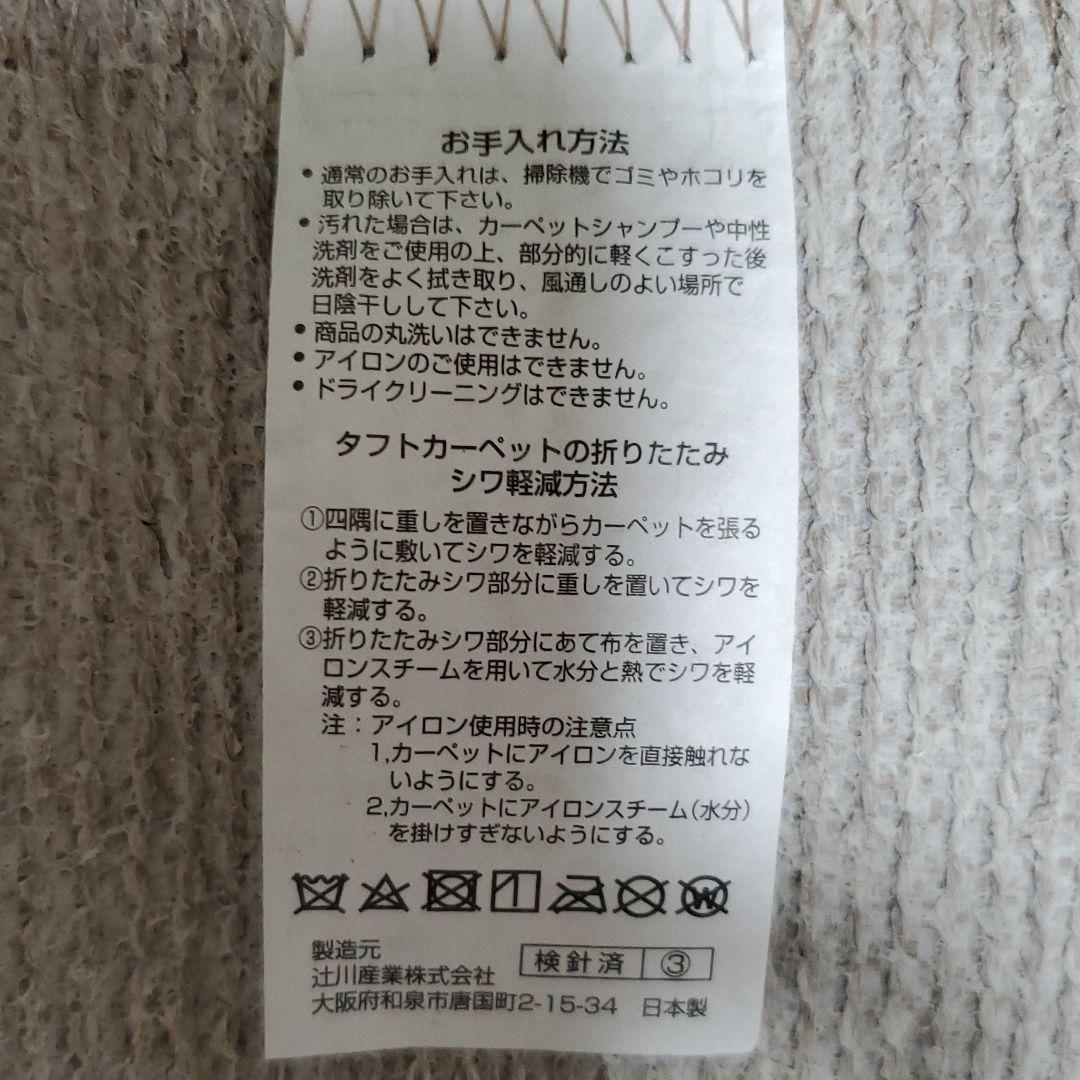 お手入れ方法
• 通常のお手入れは、掃除機でゴミやホコリを
取り除いて下さい。
• 汚れた場合は、カーペットシャンプーや中性
洗剤をご使用の上、部分的に軽くこすった後
洗剤をよく拭き取り、風通しのよい場所で
日陰干しして下さい。
• 商品の丸洗いはできません。
• アイロンのご使用はできません。
• ドライクリーニングはできません。
タフトカーペットの折りたたみ
シワ軽減方法
①四隅に重しを置きながらカーペットを張る
ように敷いてシワを軽減する。
②折りたたみシワ部分に重しを置いてシワを
軽減する。
③折りたたみシワ部分にあて布を置き、アイ
ロンスチームを用いて水分と熱でシワを軽
減する。
注：アイロン使用時の注意点
1,カーペットにアイロンを直接触れな
いようにする。
2,カーペットにアイロンスチーム(水分)
を掛けすぎないようにする。
W
製造元
辻川産業株式会社
検針済 ③
大阪府和泉市唐国町2-15-34 日本製